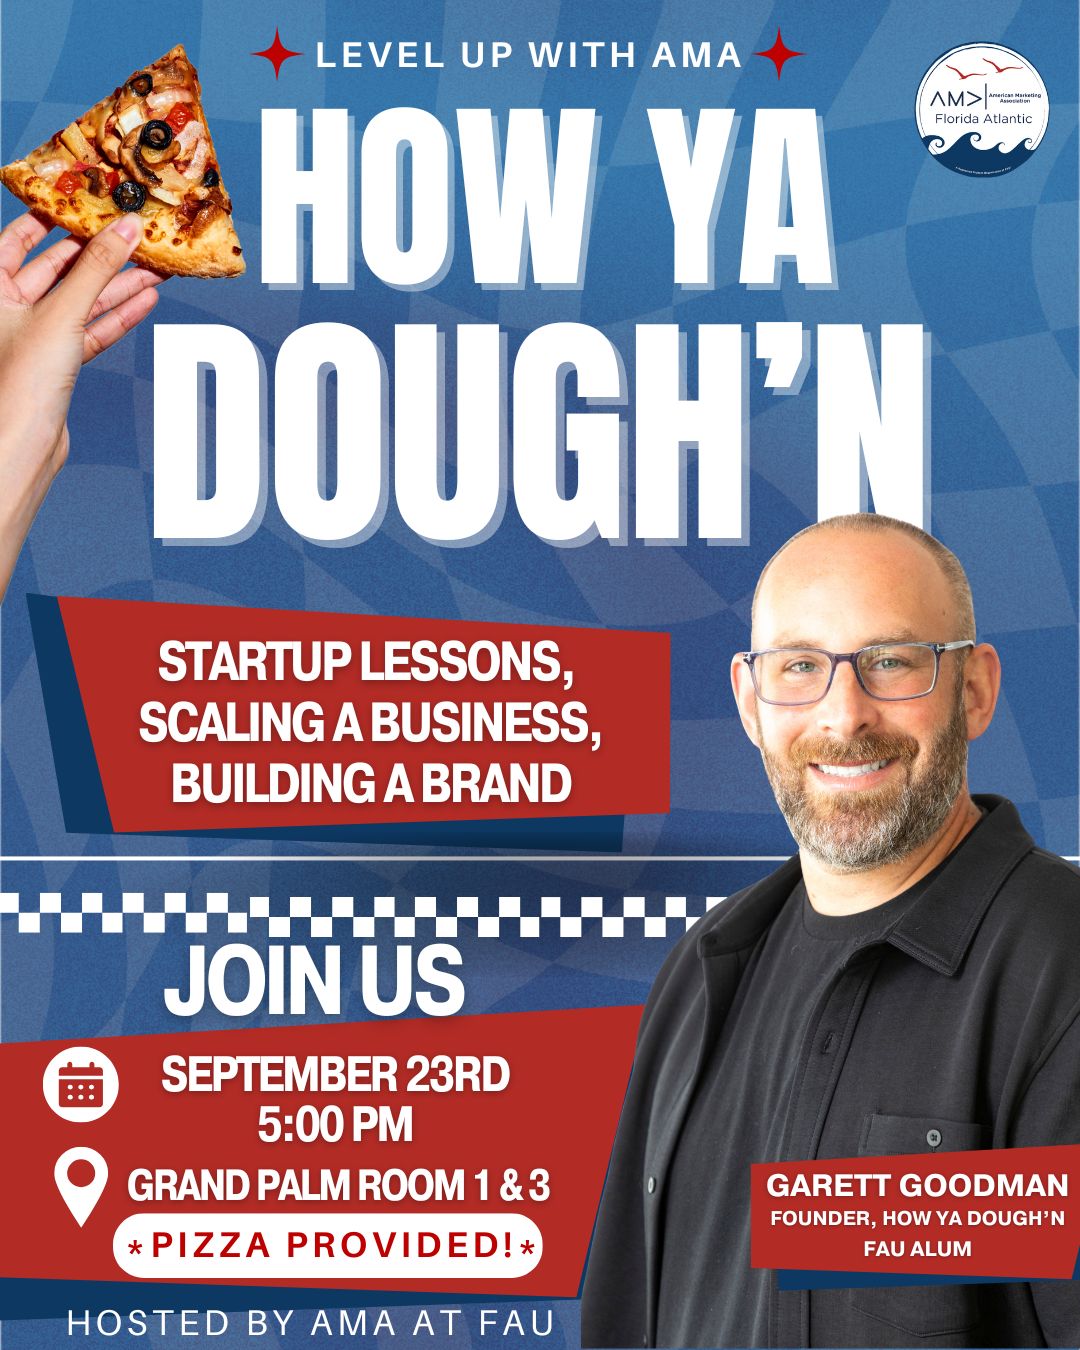 LEVEL UP WITH AMA
AMA
American Marketing
Association
Florida Atlantic
HOW YA
DOUGH'N
STARTUP LESSONS,
SCALING A BUSINESS,
BUILDING A BRAND
JOIN US
SEPTEMBER 23RD
5:00 PM
GRAND PALM ROOM 1 & 3
*PIZZA PROVIDED!*
GARETT GOODMAN
FOUNDER, HOW YA DOUGH'N
FAU ALUM
HOSTED BY AMA AT FAU